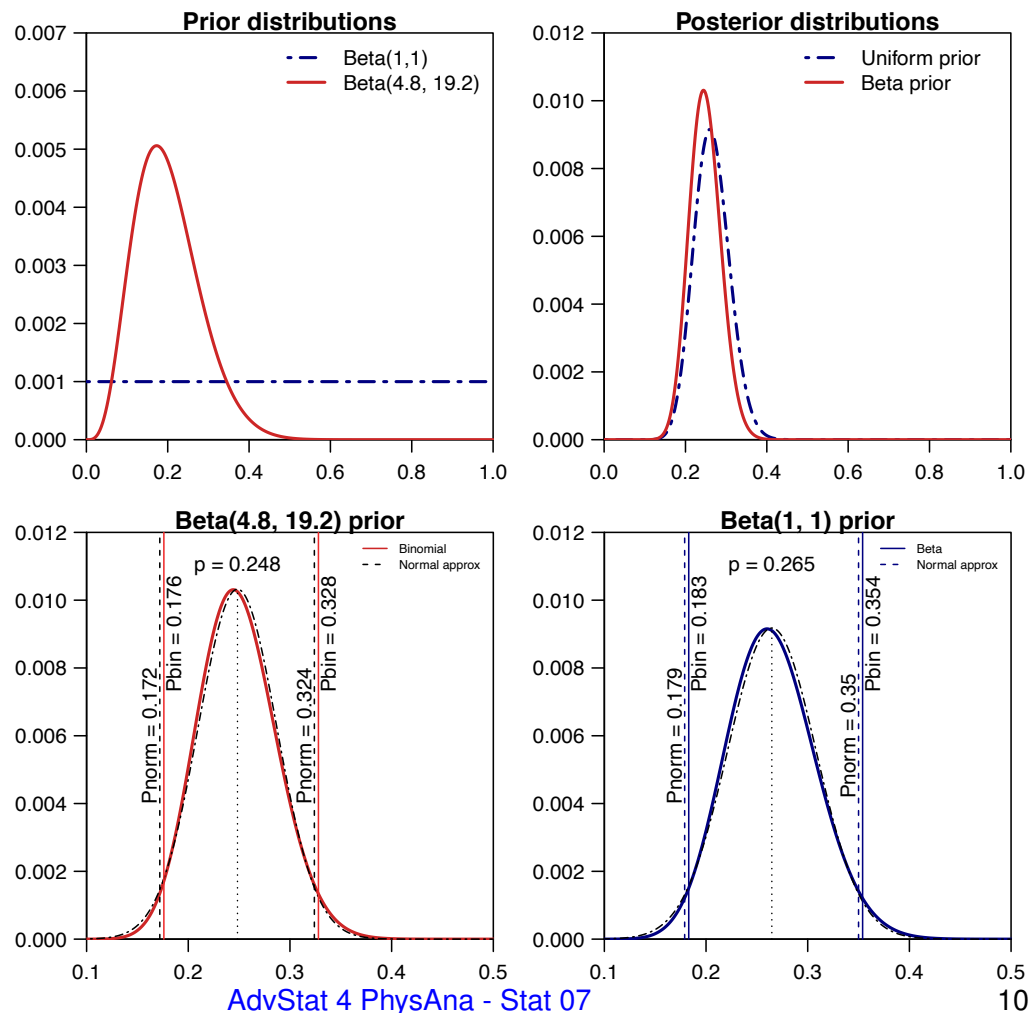 Prior distributions
0.007
0.006
0.005
0.004
0.003
0.002
0.001
0.000
0.0
0.2
0.4
0.6
0.8
1.0
Beta(1,1)
Beta(4.8, 19.2)
Posterior distributions
0.012
0.010
0.008
0.006
0.004
0.002
0.000
0.0
0.2
0.4
0.6
0.8
1.0
Uniform prior
Beta prior
Beta(4.8, 19.2) prior
0.012
0.010
0.008
0.006
0.004
0.002
0.000
0.1
0.2
0.3
0.4
0.5
Binomial
Normal approx
p = 0.248
Pnorm = 0.172
Pbin = 0.176
Pnorm = 0.324
Pbin = 0.328
Beta(1, 1) prior
0.012
0.010
0.008
0.006
0.004
0.002
0.000
0.1
0.2
0.3
0.4
0.5
Beta
Normal approx
p = 0.265
Pnorm = 0.179
Pbin = 0.183
Pnorm = 0.35
Pbin = 0.354
AdvStat 4 PhysAna - Stat 07
10